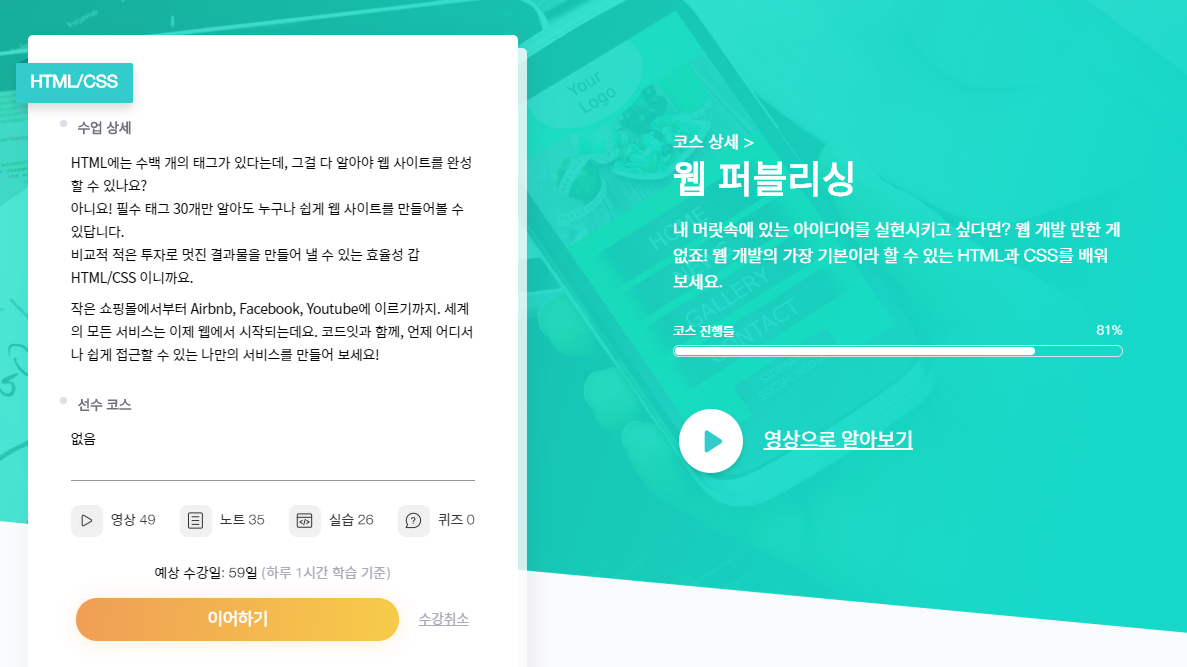 HTML/CSS
수업 상세
HTML에는 수백 개의 태그가 있다는데, 그걸 다 알아야 웹 사이트를 완성
할 수 있나요?
아니요! 필수 태그 30개만 알아도 누구나 쉽게 웹 사이트를 만들어볼 수
있답니다.
비교적 적은 투자로 멋진 결과물을 만들어 낼 수 있는 효율성 갑
HTML/CSS 이니까요.
작은 쇼핑몰에서부터 Airbnb, Facebook, Youtube에 이르기까지. 세계
의 모든 서비스는 이제 웹에서 시작되는데요. 코드잇과 함께, 언제 어디서
나 쉽게 접근할 수 있는 나만의 서비스를 만들어 보세요!
선수 코스
없음
영상 49
노트 35
실습 26
퀴즈 0
예상 수강일: 59일 (하루 1시간 학습 기준)
이어하기
수강취소
Your
Logo
코스 상세 >
웹 퍼블리싱
내 머릿속에 있는 아이디어를 실현시키고 싶다면? 웹 개발 만한 게
없죠! 웹 개발의 가장 기본이라 할 수 있는 HTML과 CSS를 배워
보세요.
HOME
GALLERY
CONTACT
코스 진행률
81%
영상으로 알아보기